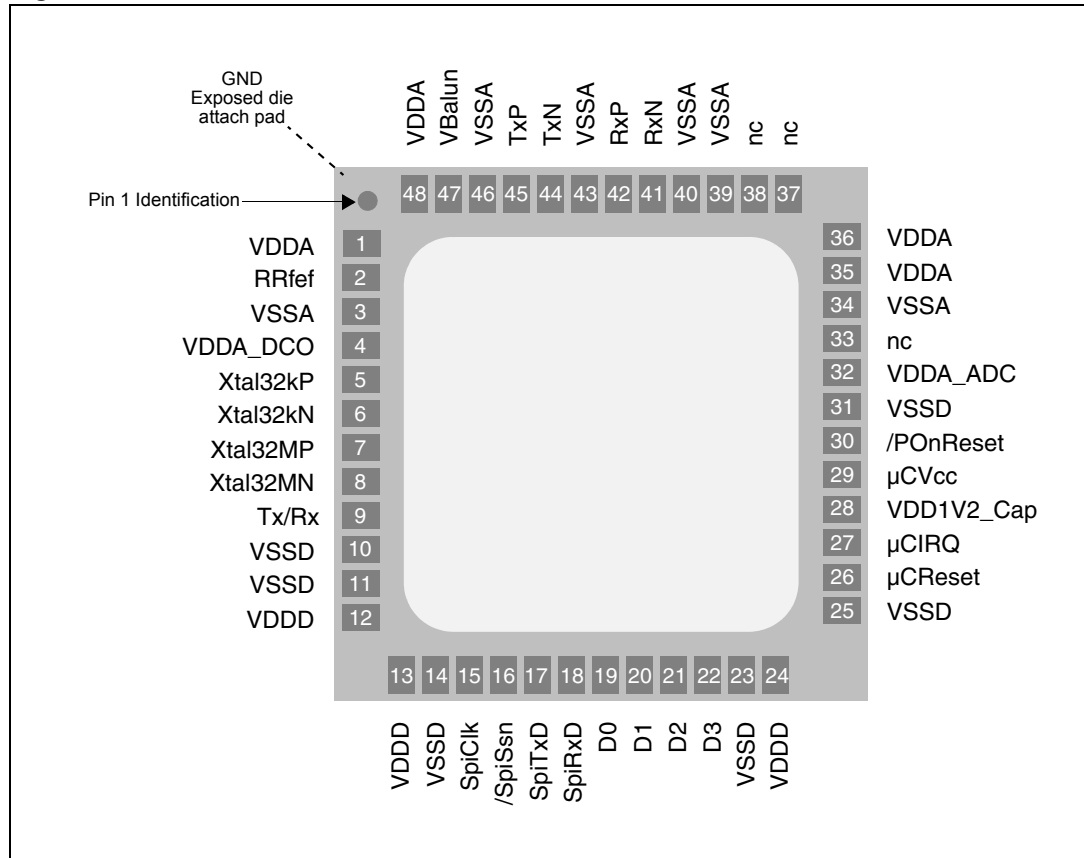 GND
Exposed die
attach pad
Pin 1 Identification
VDDA
VBalun
VSSA
TxP
TxN
VSSA
RxP
RxN
VSSA
VSSA
nc
nc
48 47 46 45 44 43 42 41 40 39 38 37
VDDA 1
RRfef 2
VSSA 3
VDDA_DCO 4
Xtal32kP 5
Xtal32kN 6
Xtal32MP 7
Xtal32MN 8
Tx/Rx 9
VSSD 10
VSSD 11
VDDD 12
36 VDDA
35 VDDA
34 VSSA
33 nc
32 VDDA_ADC
31 VSSD
30 /POnReset
29 µCVcc
28 VDD1V2_Cap
27 µCIRQ
26 µCReset
25 VSSD
13 14 15 16 17 18 19 20 21 22 23 24
VDDD
VSSD
SpiClk
/SpiSsn
SpiTxD
SpiRxD
D0
D1
D2
D3
VSSD
VDDD